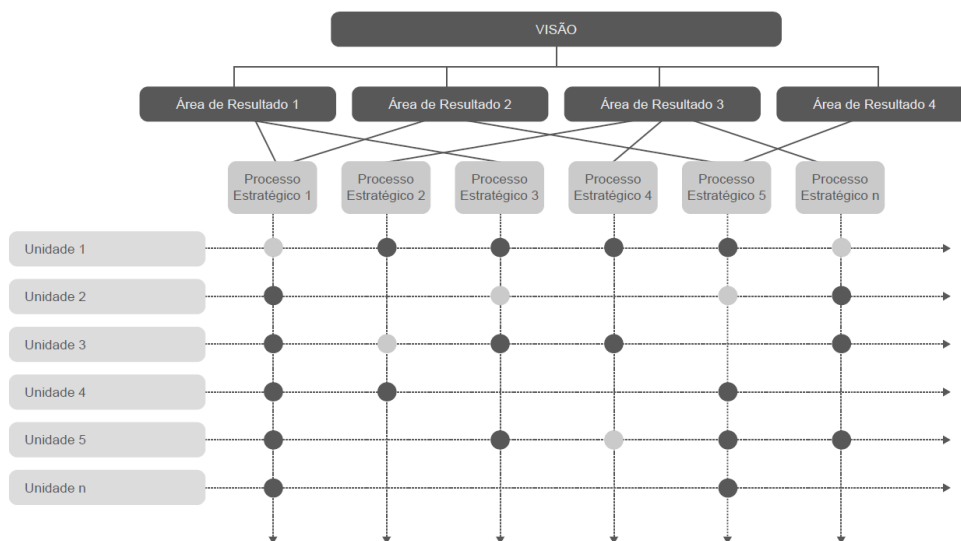 VISÃO
Área de Resultado 1
Área de Resultado 2
Área de Resultado 3
Área de Resultado 4
Processo
Estratégico 1
Processo
Estratégico 2
Processo
Estratégico 3
Processo
Estratégico 4
Processo
Estratégico 5
Processo
Estratégico n
Unidade 1
Unidade 2
Unidade 3
Unidade 4
Unidade 5
Unidade n